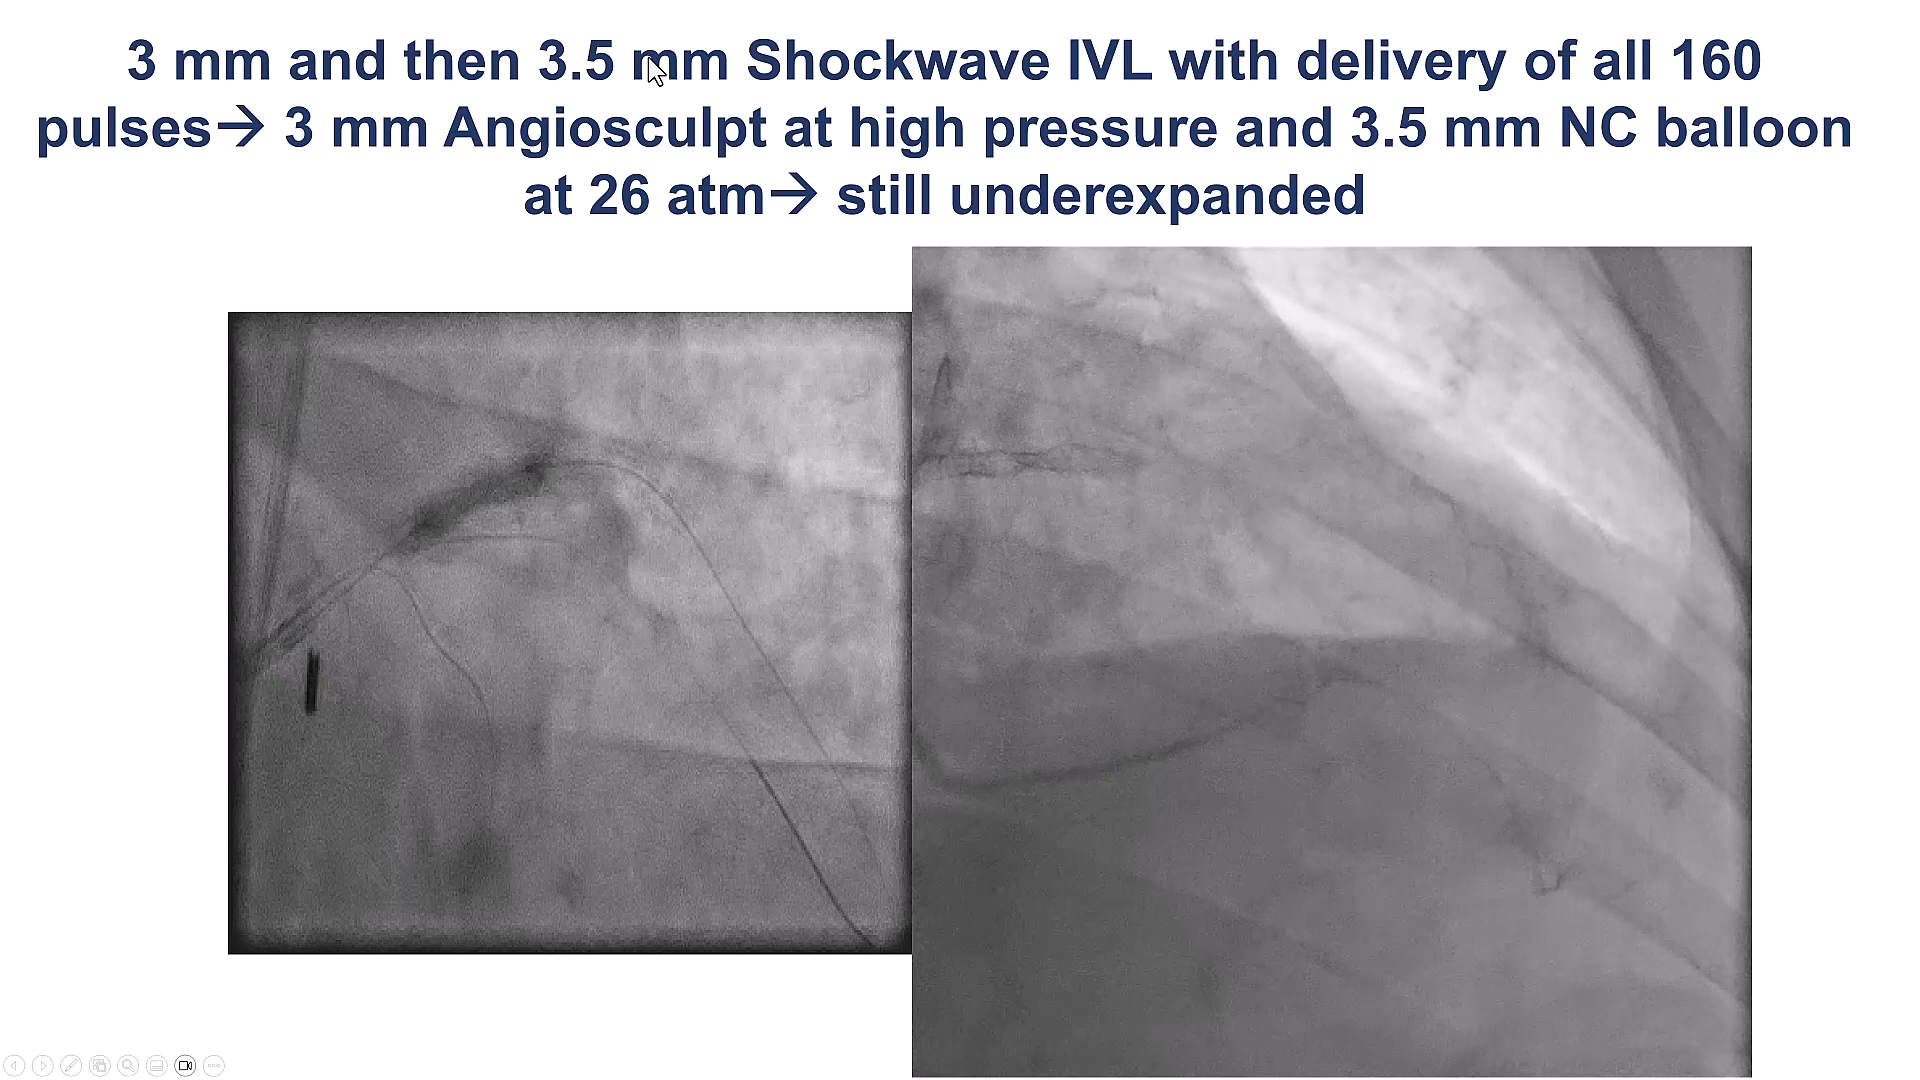 3 mm and then 3.5 mm Shockwave IVL with delivery of all 160
pulses→ 3 mm Angiosculpt at high pressure and 3.5 mm NC balloon
at 26 atm→ still underexpanded